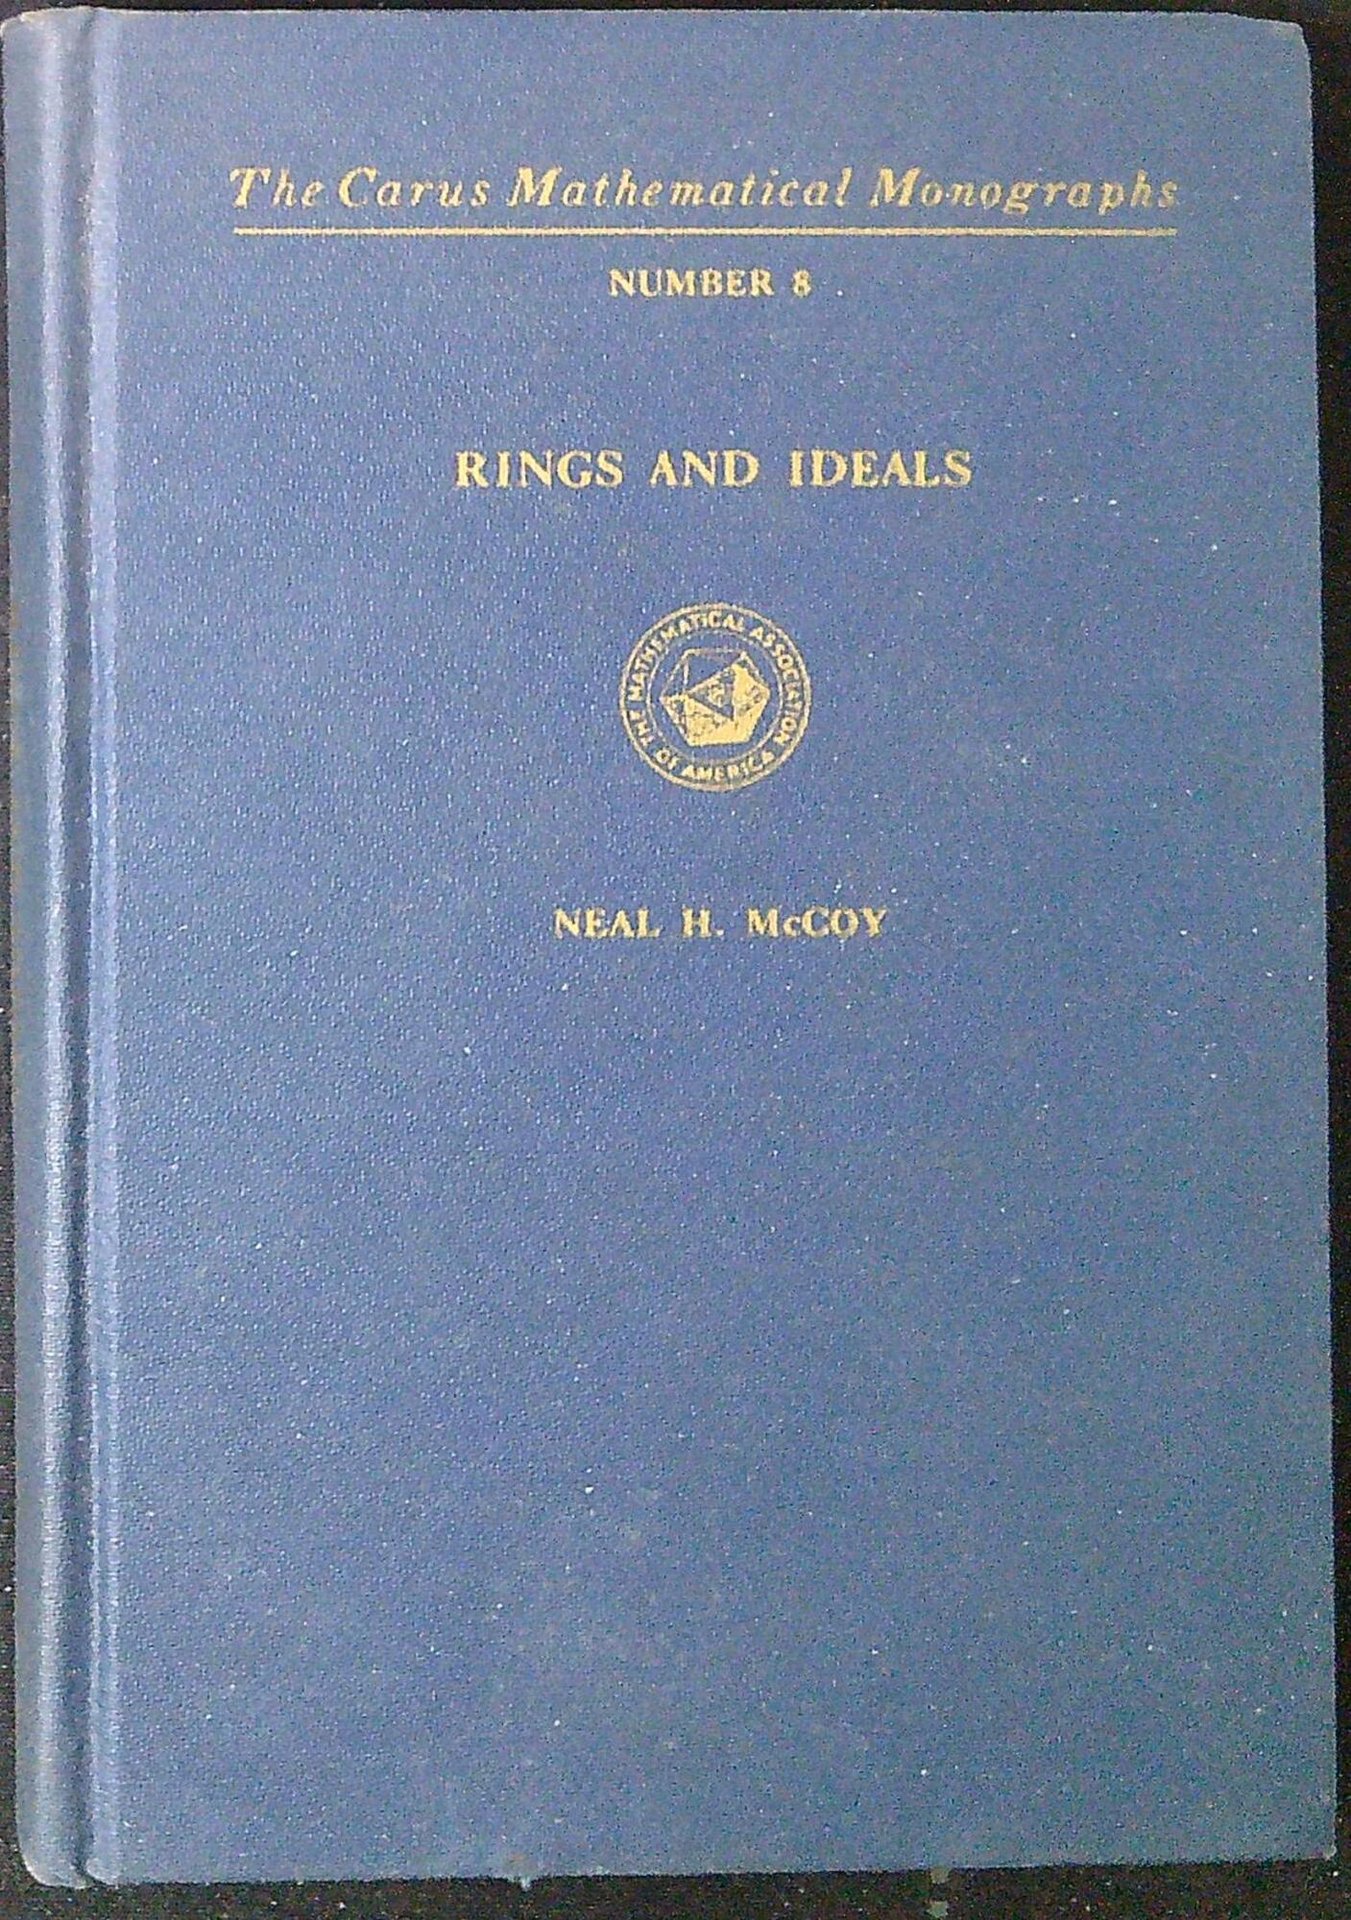 The Carus Mathematical Monographs
NUMBER 8
RINGS AND IDEALS
THE MATHEMATICAL ASSOCIATION OF AMERICA
NEAL H. McCOY